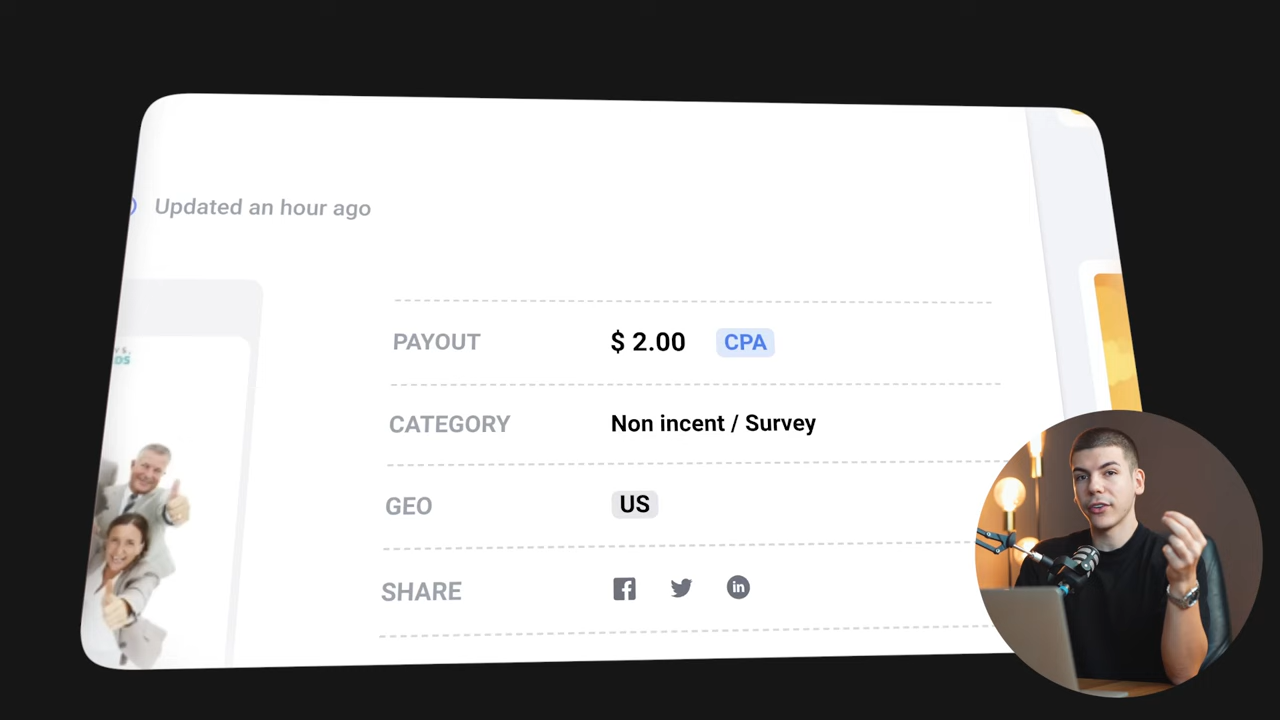 Updated an hour ago
PAYOUT $ 2.00 CPA
CATEGORY Non incent / Survey
GEO US
SHARE